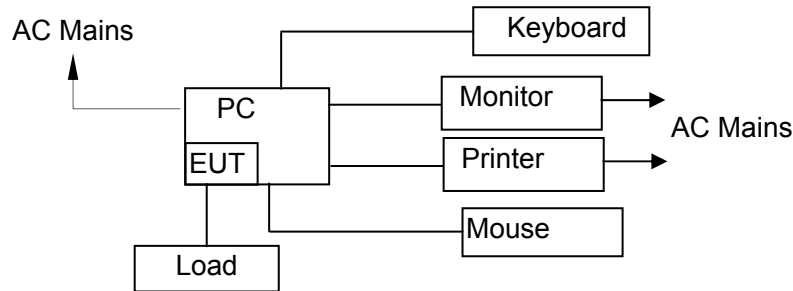 AC Mains
Keyboard
PC
Monitor
AC Mains
EUT
Printer
Mouse
Load